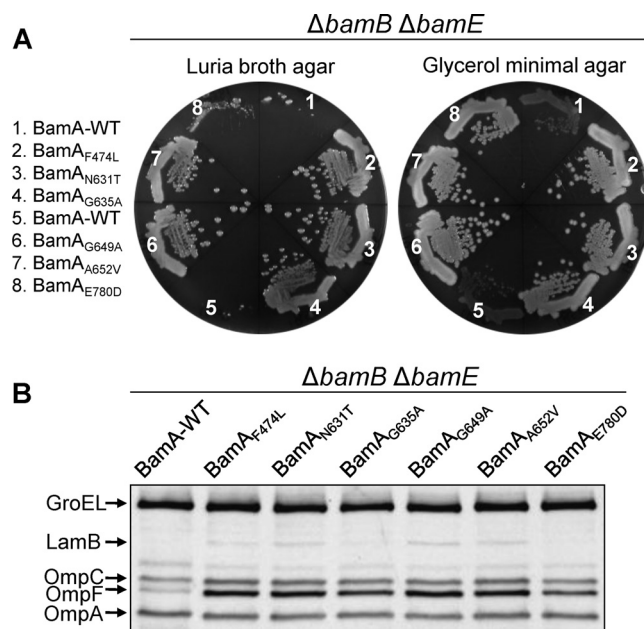 A
ΔbamB ΔbamE
Luria broth agar
Glycerol minimal agar
1. BamA-WT
2. BamAF474L
3. BamAN631T
4. BamAG635A
5. BamA-WT
6. BamAG649A
7. BamAA652V
8. BamAE780D
8 1
7 2
6 3
5 4
8 1
7 2
6 3
5 4
B
ΔbamB ΔbamE
BamA-WT
BamAF474L
BamAN631T
BamAG635A
BamAG649A
BamAA652V
BamAE780D
GroEL
LamB
OmpC
OmpF
OmpA